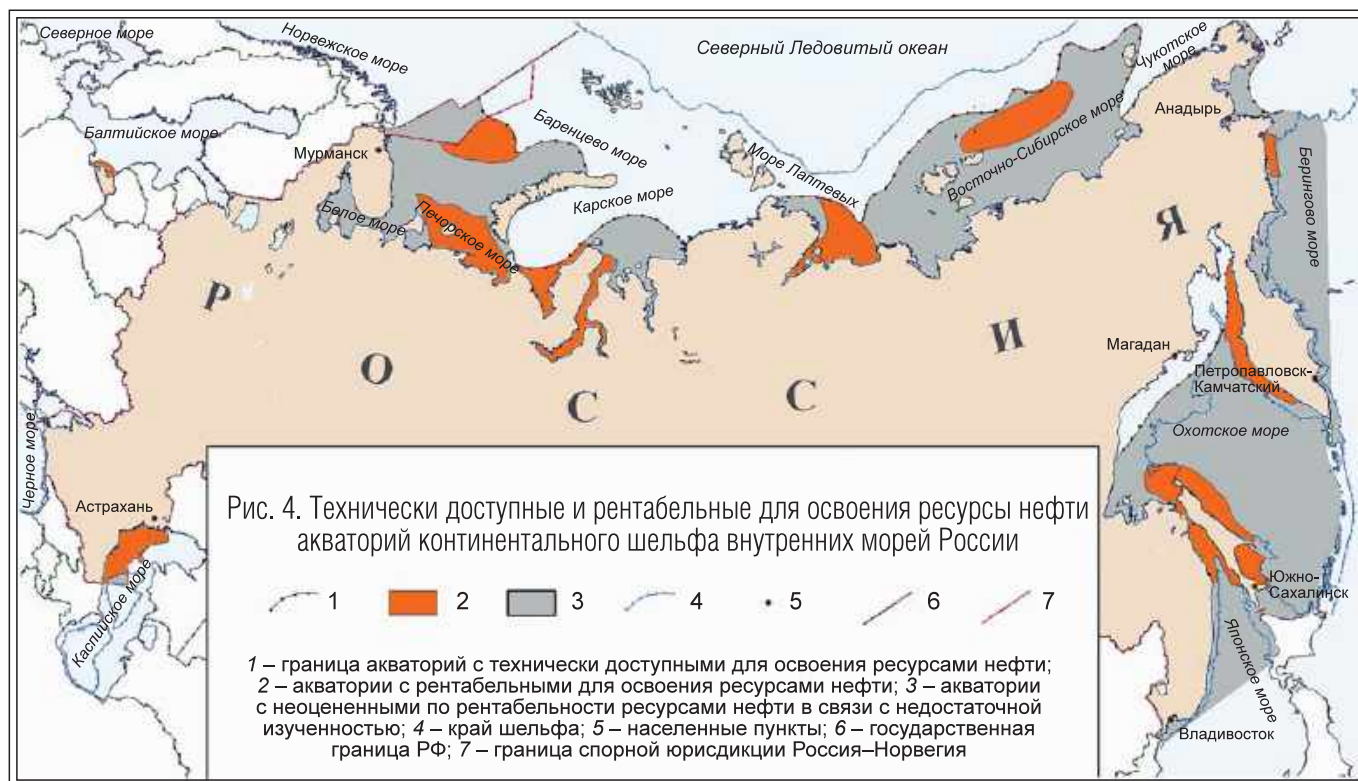 Северное море
Норвежское море
Северный Ледовитый океан
Чукотское море
Балтийское море
Мурманск
Баренцево море
Анадырь
Море Лаптевых
Восточно-Сибирское море
Карское море
Белое море
Печорское море
Берингово море
Р О С С И Я
Магадан
Петропавловск-
Камчатский
Охотское море
Черное море
Астрахань
Каспийское море
Южно-
Сахалинск
Японское море
Владивосток
Рис. 4. Технически доступные и рентабельные для освоения ресурсы нефти
акваторий континентального шельфа внутренних морей России
1 2 3 4 5 6 7
1 – граница акваторий с технически доступными для освоения ресурсами нефти;
2 – акватории с рентабельными для освоения ресурсами нефти; 3 – акватории
с неоцененными по рентабельности ресурсами нефти в связи с недостаточной
изученностью; 4 – край шельфа; 5 – населенные пункты; 6 – государственная
граница РФ; 7 – граница спорной юрисдикции Россия–Норвегия